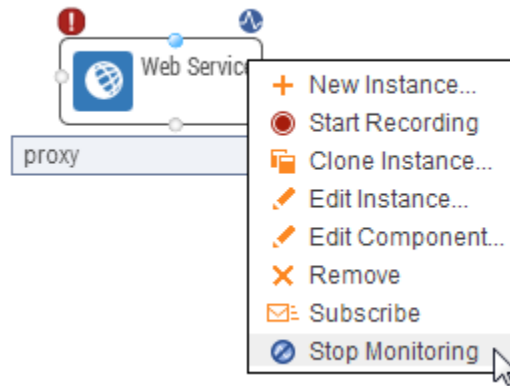 Web Service
proxy
New Instance...
Start Recording
Clone Instance...
Edit Instance...
Edit Component...
Remove
Subscribe
Stop Monitoring